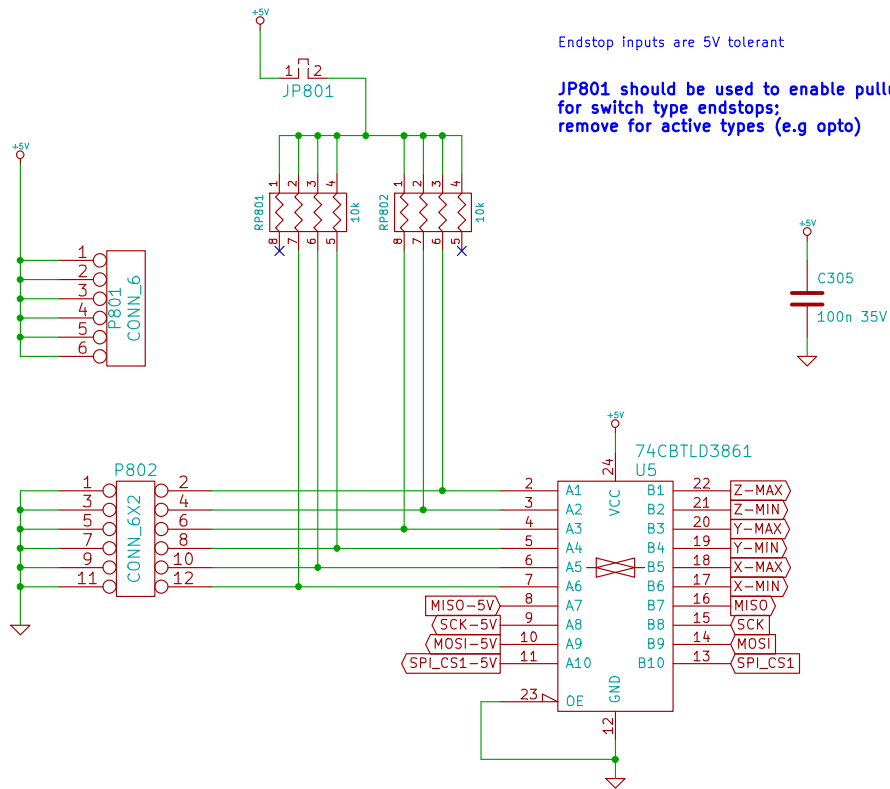 +5V
1 2
JP801
Endstop inputs are 5V tolerant
JP801 should be used to enable
for switch type endstops;
remove for active types (e.g opto)
+5V
1 2 3 4
RP801
10k
8 7 6 5
1 2 3 4
RP802
10k
8 7 6 5
1
2
3
4
5
6
P801
CONN_6
+5V
C305
100n 35V
+5V
74CBTLD3861
U5
24
VCC
P802
CONN_6X2
1 2
3 4
5 6
7 8
9 10
11 12
2 A1 B1 22 Z-MAX
3 A2 B2 21 Z-MIN
4 A3 B3 20 Y-MAX
5 A4 B4 19 Y-MIN
6 A5 B5 18 X-MAX
7 A6 B6 17 X-MIN
MISO-5V 8 A7 B7 16 MISO
SCK-5V 9 A8 B8 15 SCK
MOSI-5V 10 A9 B9 14 MOSI
SPI_CS1-5V 11 A10 B10 13 SPI_CS1
23 OE
GND
12